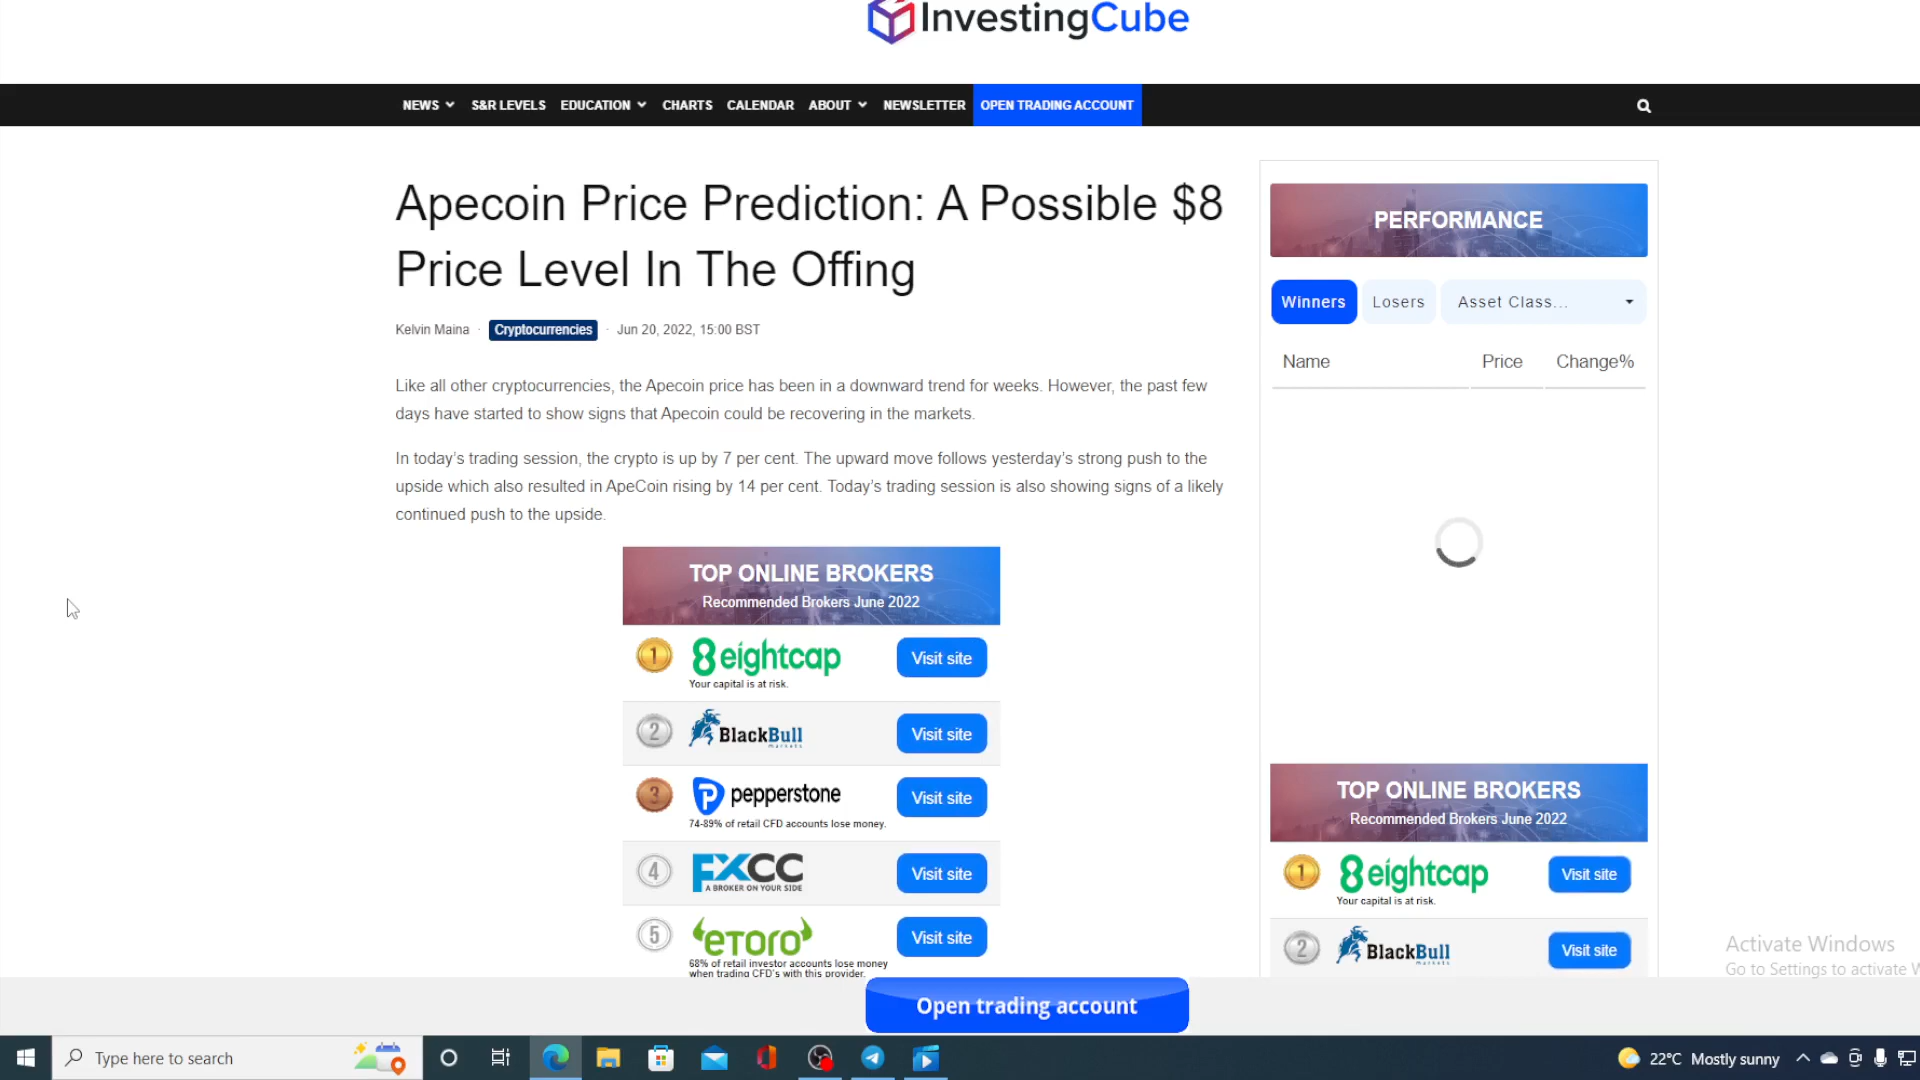 InvestingCube
NEWS S&R LEVELS EDUCATION CHARTS CALENDAR ABOUT NEWSLETTER OPEN TRADING ACCOUNT
Apecoin Price Prediction: A Possible $8
Price Level In The Offing
Kelvin Maina · Cryptocurrencies · Jun 20, 2022, 15:00 BST
Like all other cryptocurrencies, the Apecoin price has been in a downward trend for weeks. However, the past few
days have started to show signs that Apecoin could be recovering in the markets.
In today's trading session, the crypto is up by 7 per cent. The upward move follows yesterday's strong push to the
upside which also resulted in ApeCoin rising by 14 per cent. Today's trading session is also showing signs of a likely
continued push to the upside.
TOP ONLINE BROKERS
Recommended Brokers June 2022
1 8 eightcap Visit site
Your capital is at risk.
2 BlackBull Visit site
markets
3 pepperstone Visit site
74-89% of retail CFD accounts lose money.
4 FXCC Visit site
A BROKER ON YOUR SIDE
5 eToro Visit site
68% of retail investor accounts lose money
when trading CFD's with this provider.
PERFORMANCE
Winners Losers Asset Class...
Name Price Change%
TOP ONLINE BROKERS
Recommended Brokers June 2022
1 8 eightcap Visit site
Your capital is at risk.
2 BlackBull Visit site
markets
Activate Windows
Go to Settings to activate W
Open trading account
Type here to search
22°C Mostly sunny